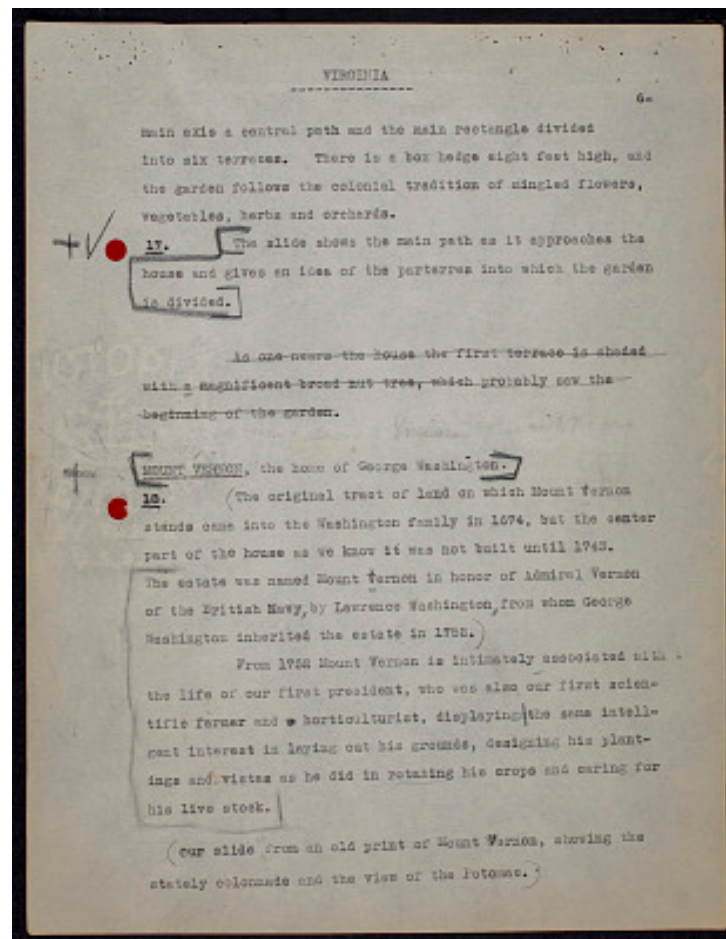 VIRGINIA
6-
main axis a central path and the main rectangle divided
into six terraces. There is a box hedge eight feet high, and
the garden follows the colonial tradition of mingled flowers,
vegetables, herbs and orchards.
+√ 17. The slide shows the main path as it approaches the
house and gives an idea of the parterres into which the garden
is divided.
As one nears the house the first terrace is shaded
with a magnificent broad nut tree, which probably saw the
beginning of the garden.
+ MOUNT VERNON, the home of George Washington.
18. (The original tract of land on which Mount Vernon
stands came into the Washington family in 1674, but the center
part of the house as we know it was not built until 1743.
The estate was named Mount Vernon in honor of Admiral Vernon
of the British Navy, by Lawrence Washington, from whom George
Washington inherited the estate in 1752.)
From 1752 Mount Vernon is intimately associated with
the life of our first president, who was also our first scien-
tific farmer and horticulturist, displaying the same intell-
gent interest in laying out his grounds, designing his plant-
ings and vistas as he did in rotating his crops and caring for
his live stock.
(our slide from an old print of Mount Vernon, showing the
stately colonnade and the view of the Potomac.)